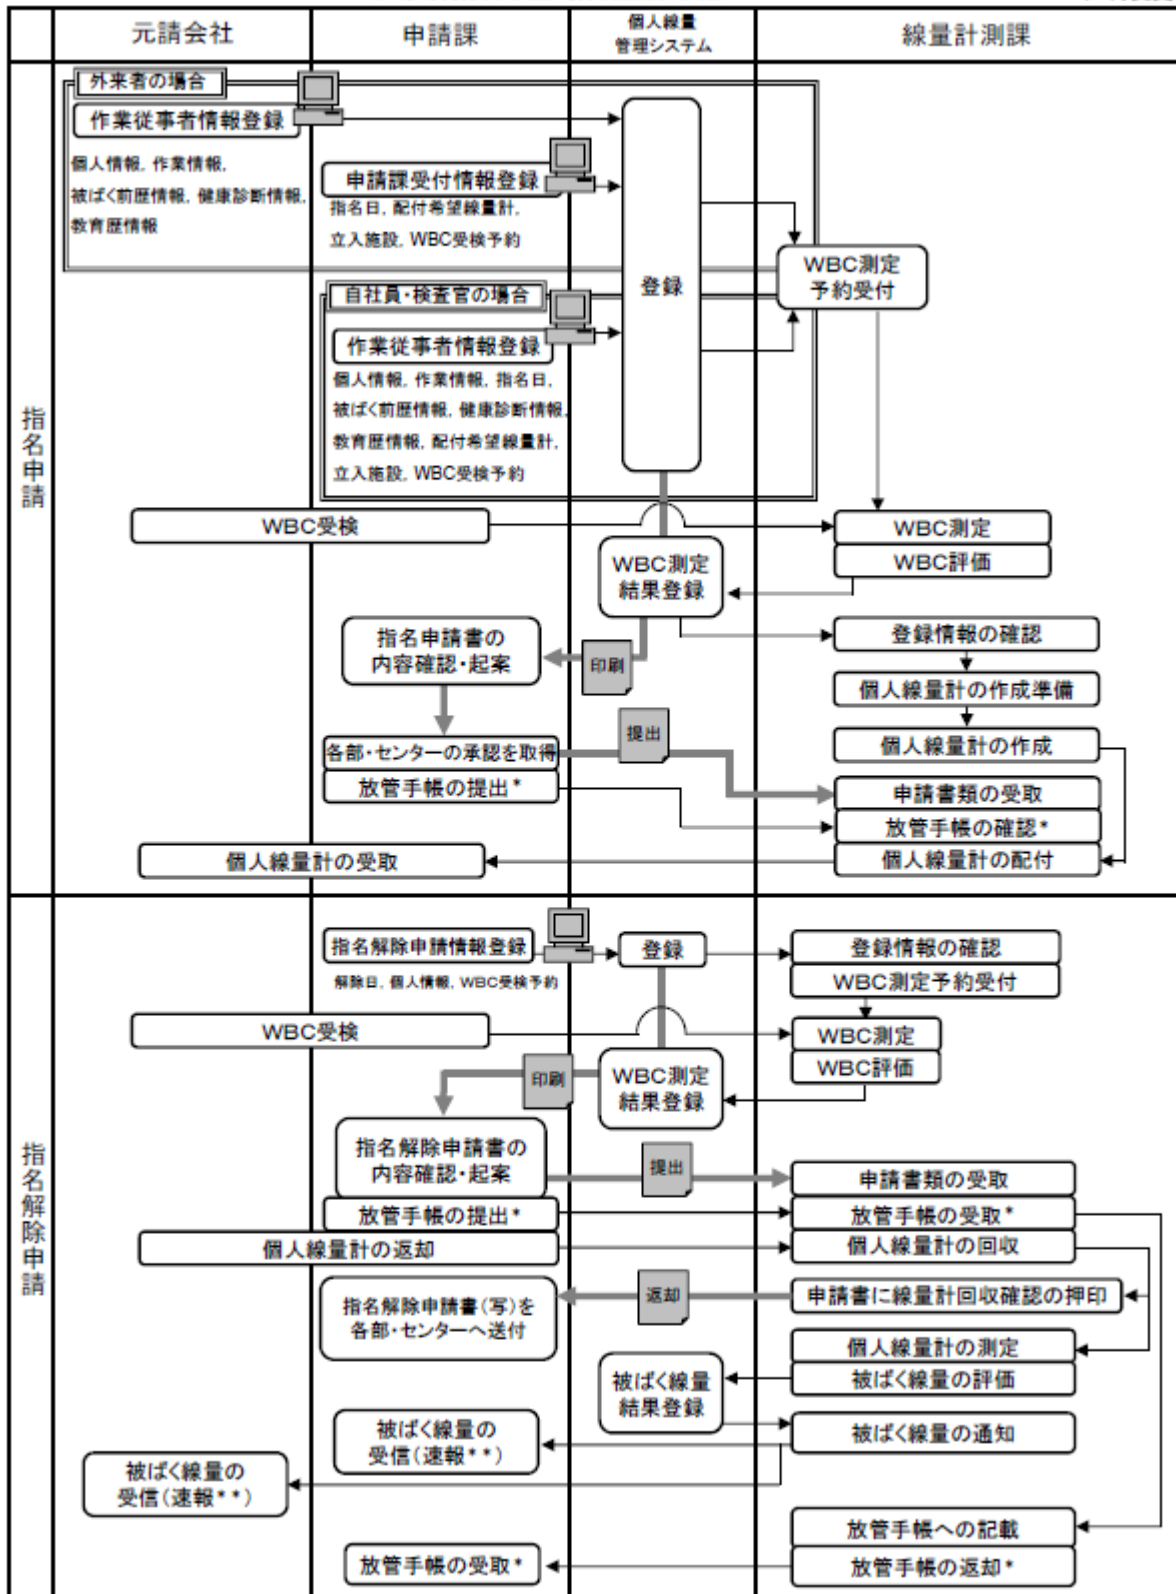 元請会社
申請課
個人線量
管理システム
線量計測課
指名申請
外来者の場合
作業従事者情報登録
個人情報, 作業情報,
被ばく前歴情報, 健康診断情報,
教育歴情報
申請課受付情報登録
指名日, 配付希望線量計,
立入施設, WBC受検予約
登録
WBC測定
予約受付
自社員・検査官の場合
作業従事者情報登録
個人情報, 作業情報, 指名日,
被ばく前歴情報, 健康診断情報,
教育歴情報, 配付希望線量計,
立入施設, WBC受検予約
WBC受検
WBC測定
WBC評価
WBC測定
結果登録
登録情報の確認
指名申請書の
内容確認・起案
印刷
個人線量計の作成準備
提出
個人線量計の作成
各部・センターの承認を取得
放管手帳の提出*
申請書類の受取
放管手帳の確認*
個人線量計の配付
個人線量計の受取
指名解除申請
指名解除申請情報登録
解除日, 個人情報, WBC受検予約
登録
登録情報の確認
WBC測定予約受付
WBC受検
WBC測定
WBC評価
印刷
WBC測定
結果登録
指名解除申請書の
内容確認・起案
提出
申請書類の受取
放管手帳の提出*
放管手帳の受取*
個人線量計の返却
個人線量計の回収
指名解除申請書(写)を
各部・センターへ送付
返却
申請書に線量計回収確認の押印
個人線量計の測定
被ばく線量の評価
被ばく線量
結果登録
被ばく線量の通知
被ばく線量の
受信(速報**)
被ばく線量の
受信(速報**)
放管手帳への記載
放管手帳の返却*
放管手帳の受取*